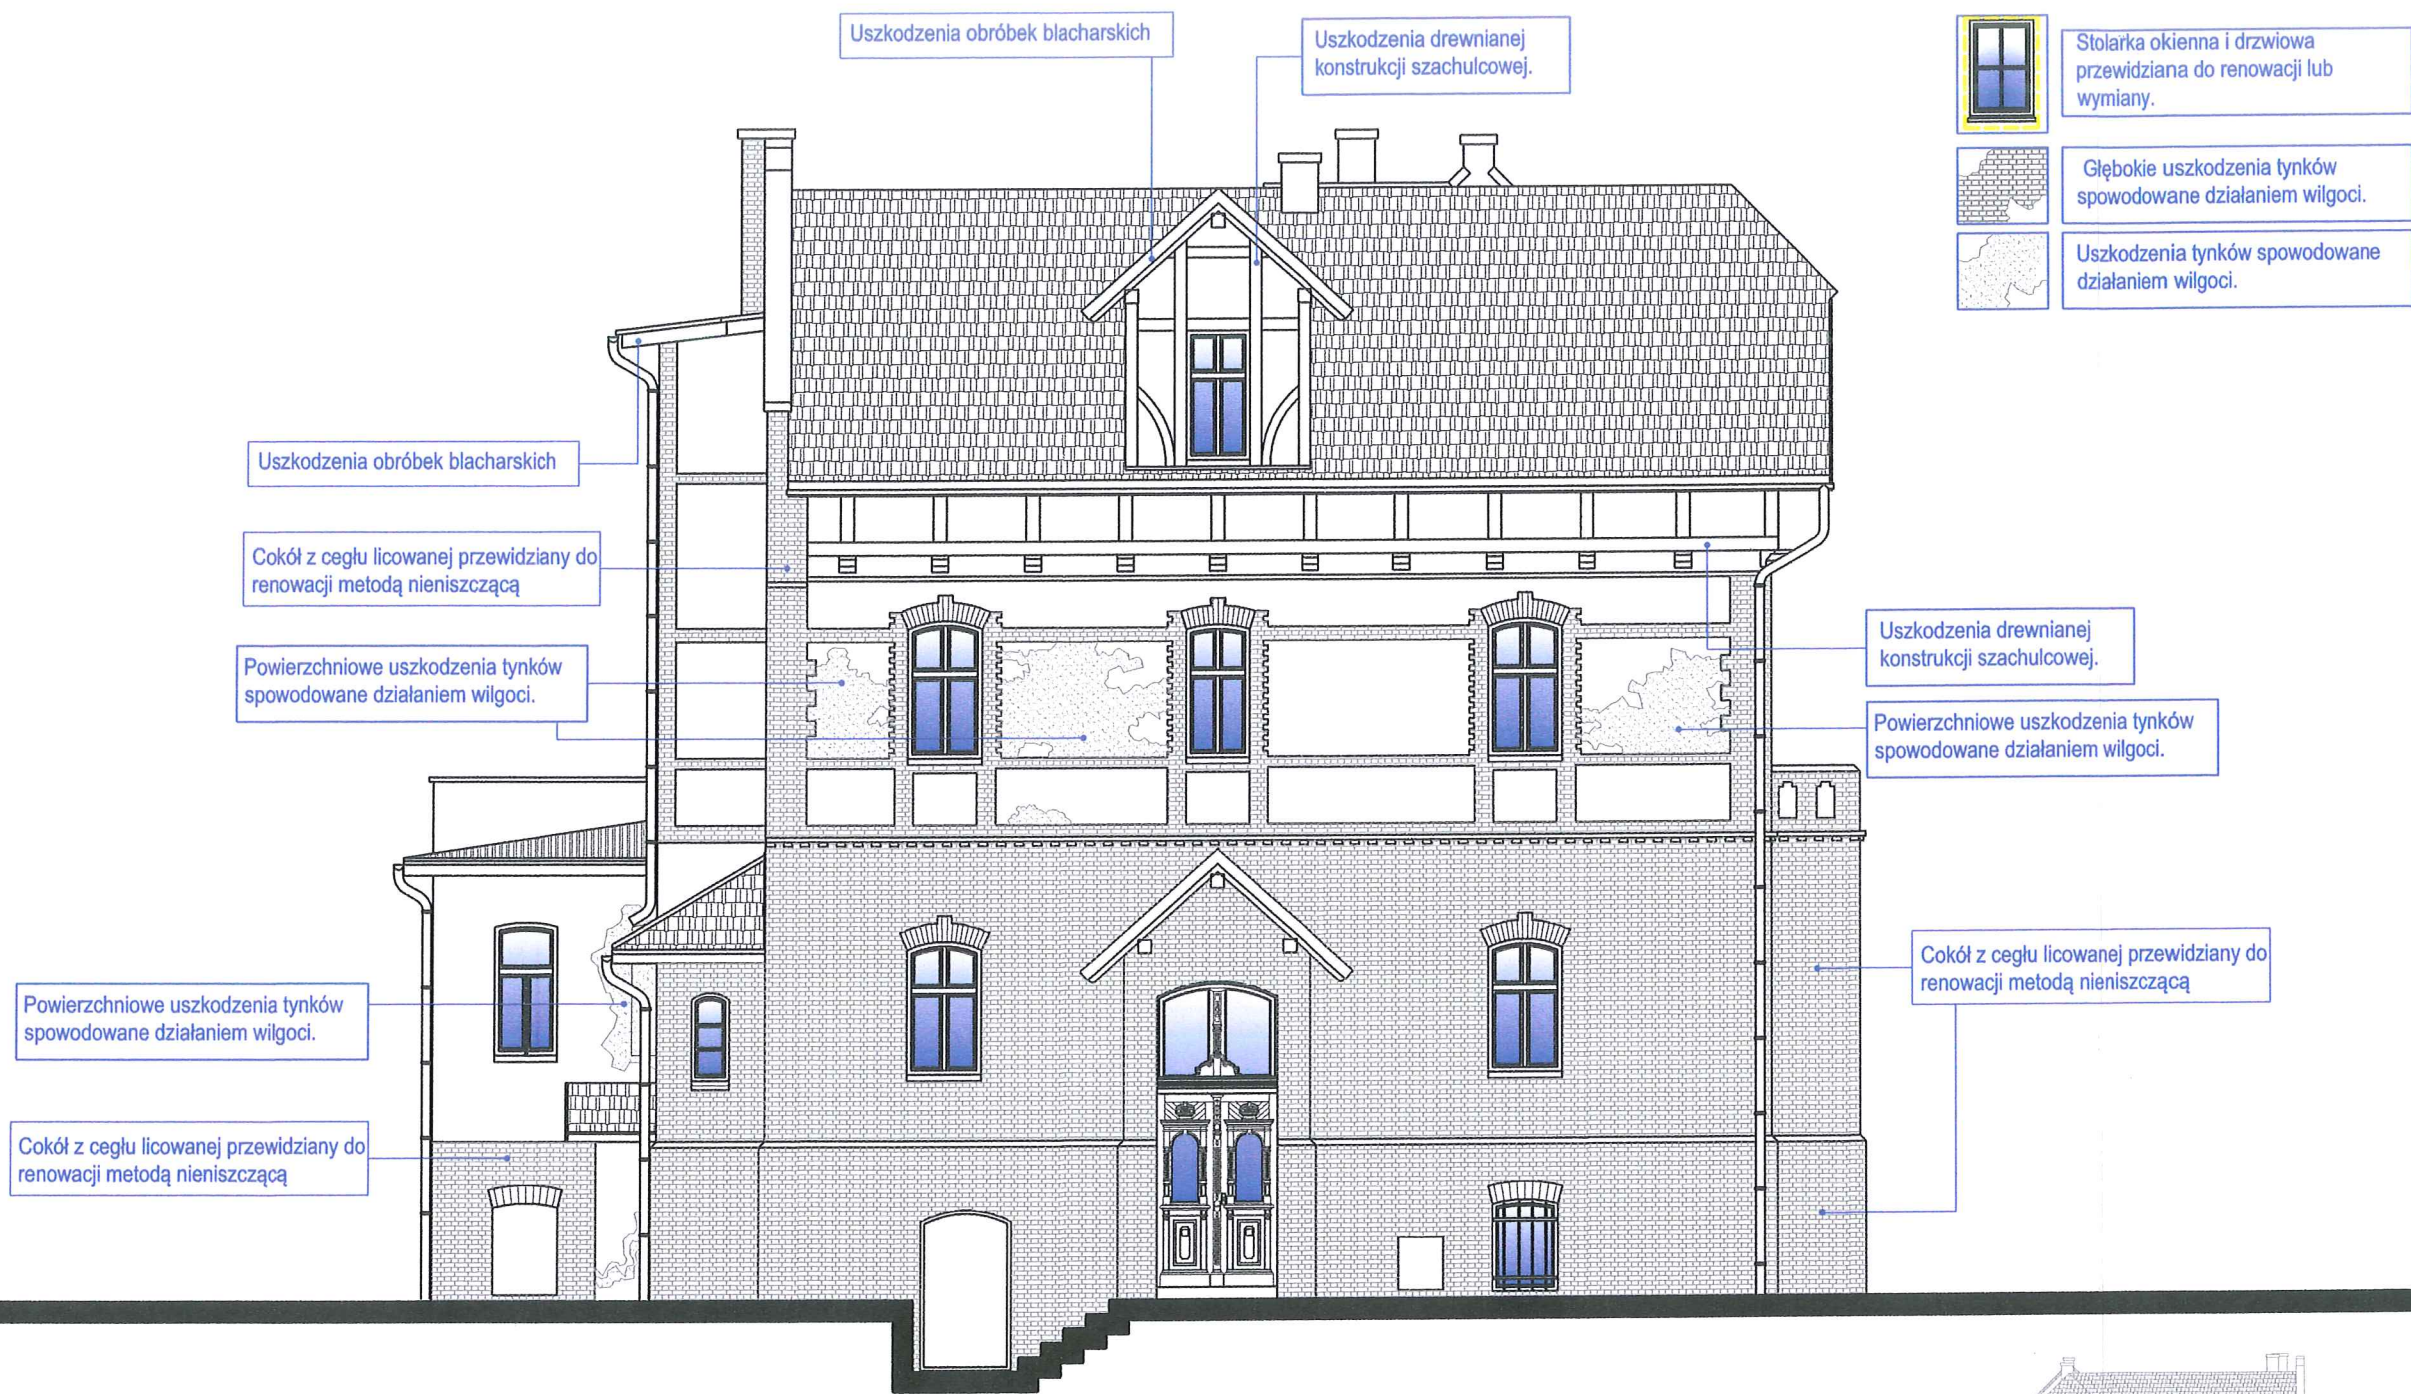 Uszkodzenia obróbek blacharskich
Uszkodzenia drewnianej
konstrukcji szachulcowej.
Stolarka okienna i drzwiowa
przewidziana do renowacji lub
wymiany.
Głębokie uszkodzenia tynków
spowodowane działaniem wilgoci.
Uszkodzenia tynków spowodowane
działaniem wilgoci.
Uszkodzenia obróbek blacharskich
Cokół z cegłu licowanej przewidziany do
renowacji metodą nieniszczącą
Powierzchniowe uszkodzenia tynków
spowodowane działaniem wilgoci.
Uszkodzenia drewnianej
konstrukcji szachulcowej.
Powierzchniowe uszkodzenia tynków
spowodowane działaniem wilgoci.
Cokół z cegłu licowanej przewidziany do
renowacji metodą nieniszczącą
Powierzchniowe uszkodzenia tynków
spowodowane działaniem wilgoci.
Cokół z cegłu licowanej przewidziany do
renowacji metodą nieniszczącą